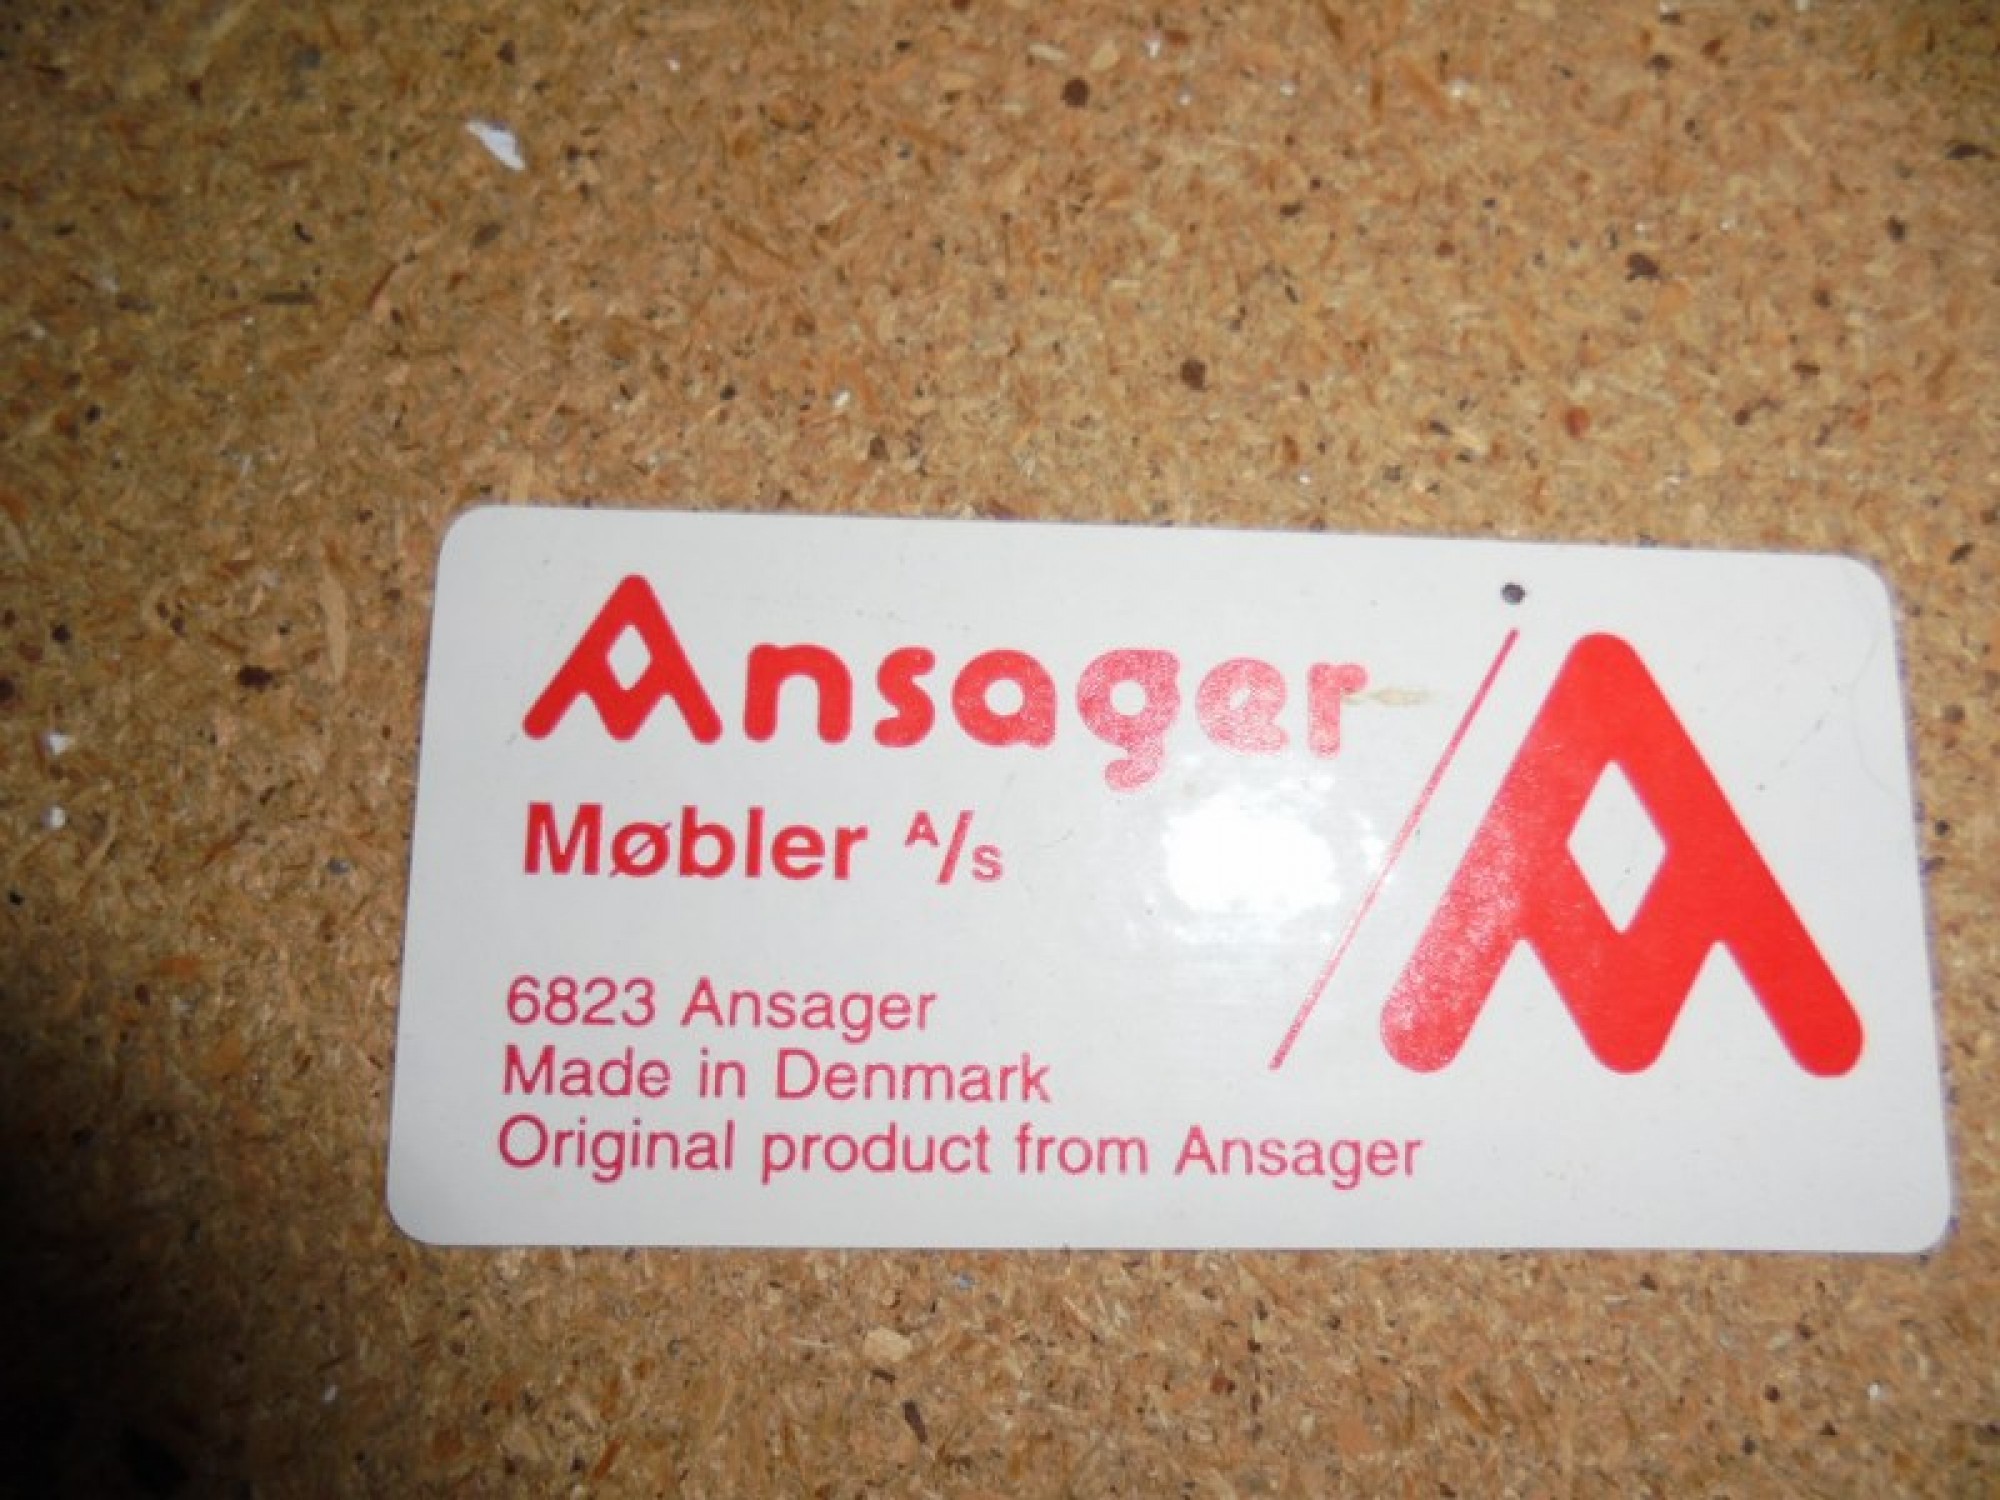 Ansager
Møbler A/S
6823 Ansager
Made in Denmark
Original product from Ansager